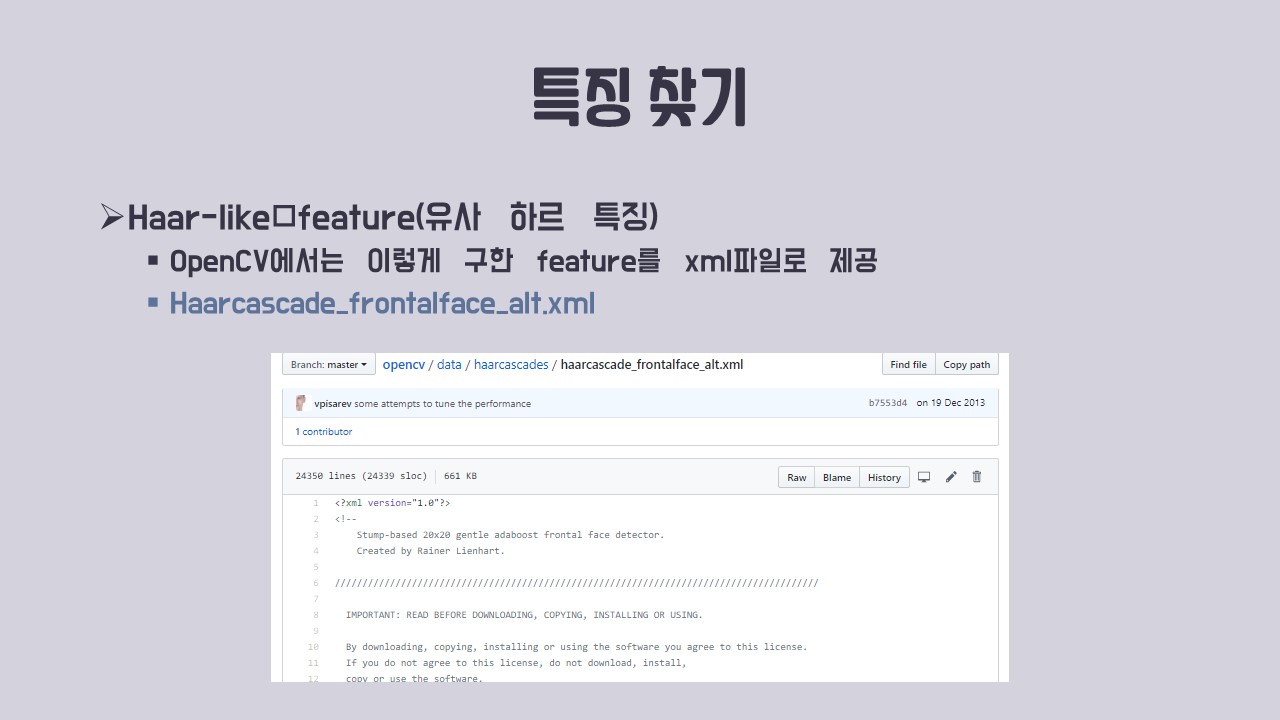 특징 찾기
➢Haar-like□feature(유사 하르 특징)
▪ OpenCV에서는 이렇게 구한 feature를 xml파일로 제공
▪ Haarcascade_frontalface_alt.xml
Branch: master opencv / data / haarcascades / haarcascade_frontalface_alt.xml Find file Copy path
vpisarev some attempts to tune the performance b7553d4 on 19 Dec 2013
1 contributor
24350 lines (24339 sloc) 661 KB Raw Blame History
1 <?xml version="1.0"?>
2 <!--
3 Stump-based 20x20 gentle adaboost frontal face detector.
4 Created by Rainer Lienhart.
5
6 ////////////////////////////////////////////////////////////////////////////////////////
7
8 IMPORTANT: READ BEFORE DOWNLOADING, COPYING, INSTALLING OR USING.
9
10 By downloading, copying, installing or using the software you agree to this license.
11 If you do not agree to this license, do not download, install,
12 copy or use the software.